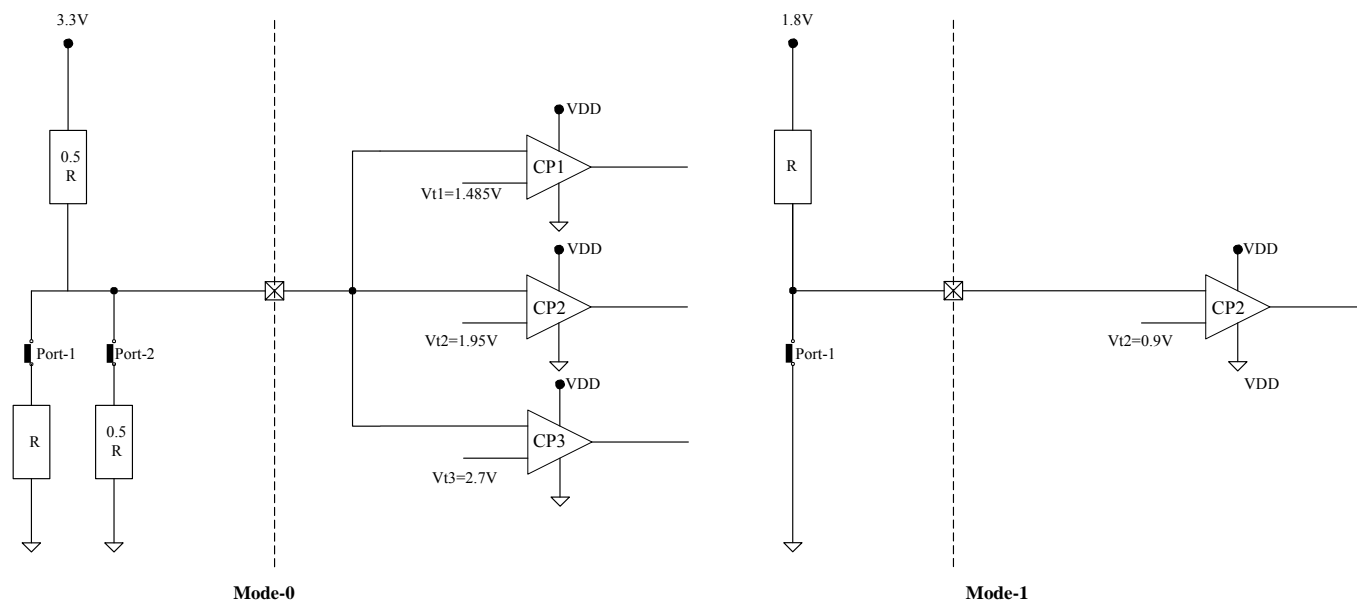 3.3V
0.5
R
Port-1
Port-2
R
0.5
R
VDD
CP1
Vt1=1.485V
VDD
CP2
Vt2=1.95V
VDD
CP3
Vt3=2.7V
Mode-0
1.8V
R
Port-1
VDD
CP2
Vt2=0.9V
VDD
Mode-1